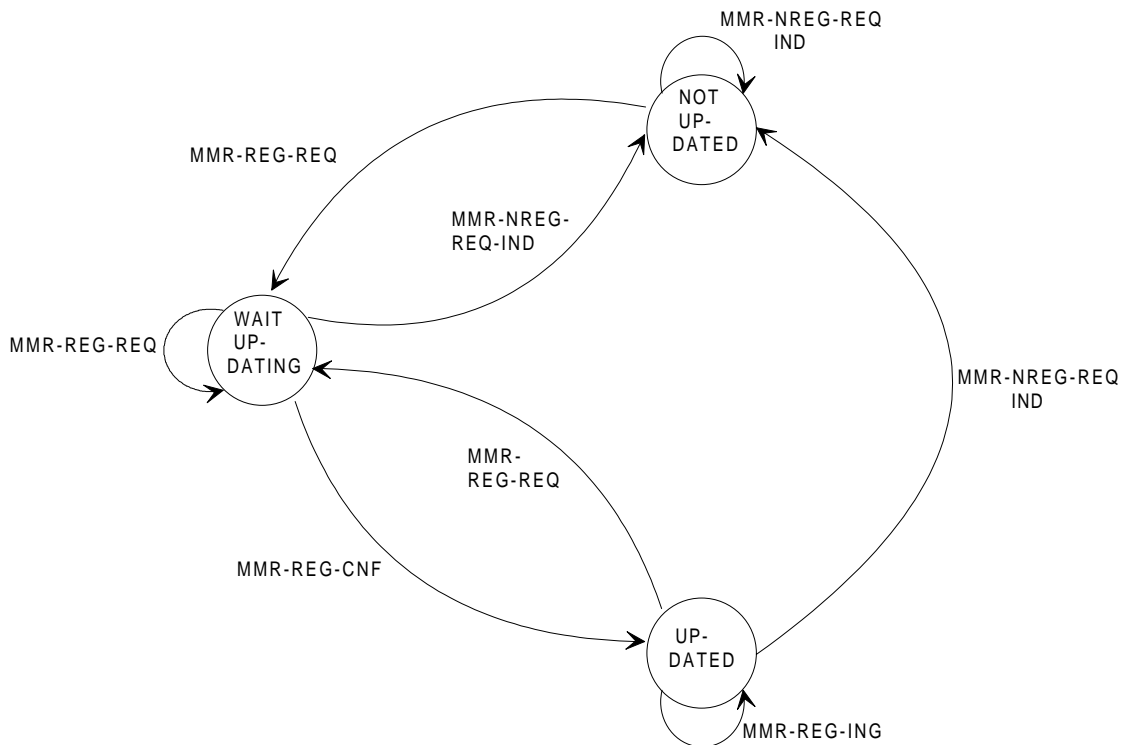 MMR-NREG-REQ
IND
NOT
UP-
DATED
MMR-REG-REQ
MMR-NREG-
REQ-IND
WAIT
UP-
DATING
MMR-REG-REQ
MMR-NREG-REQ
IND
MMR-
REG-REQ
MMR-REG-CNF
UP-
DATED
MMR-REG-ING